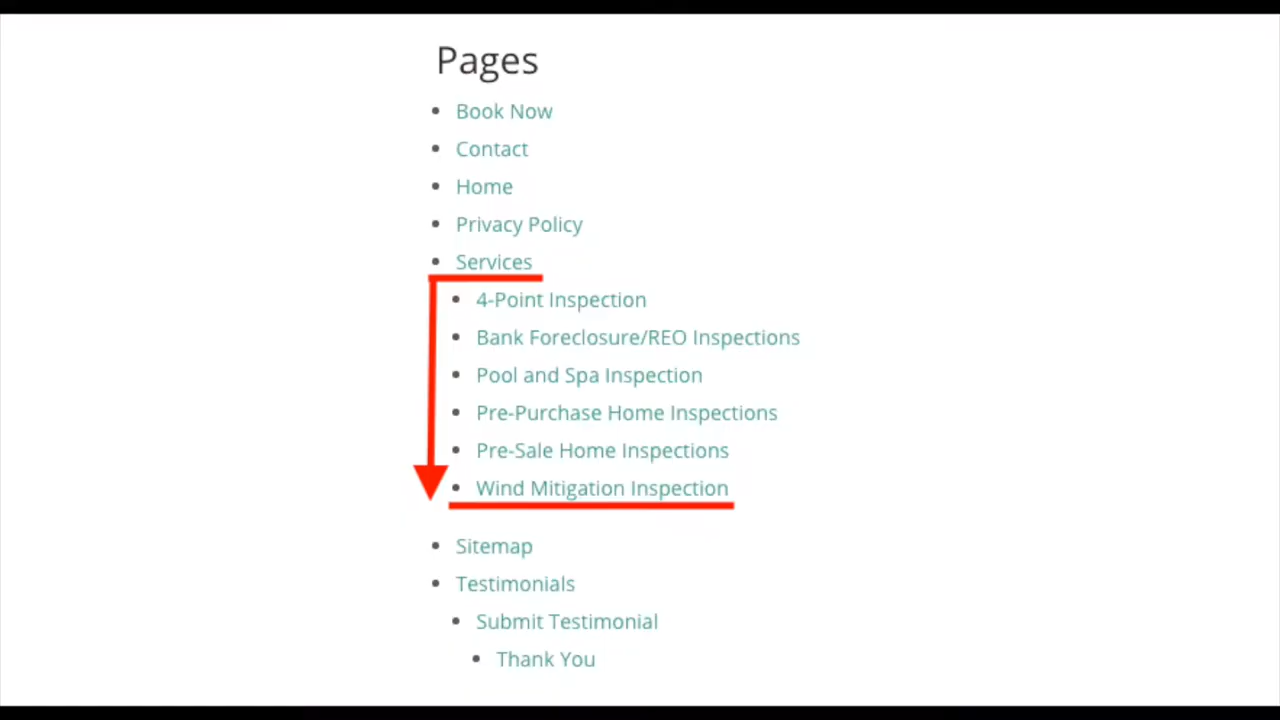 Pages
Book Now
Contact
Home
Privacy Policy
Services
4-Point Inspection
Bank Foreclosure/REO Inspections
Pool and Spa Inspection
Pre-Purchase Home Inspections
Pre-Sale Home Inspections
Wind Mitigation Inspection
Sitemap
Testimonials
Submit Testimonial
Thank You